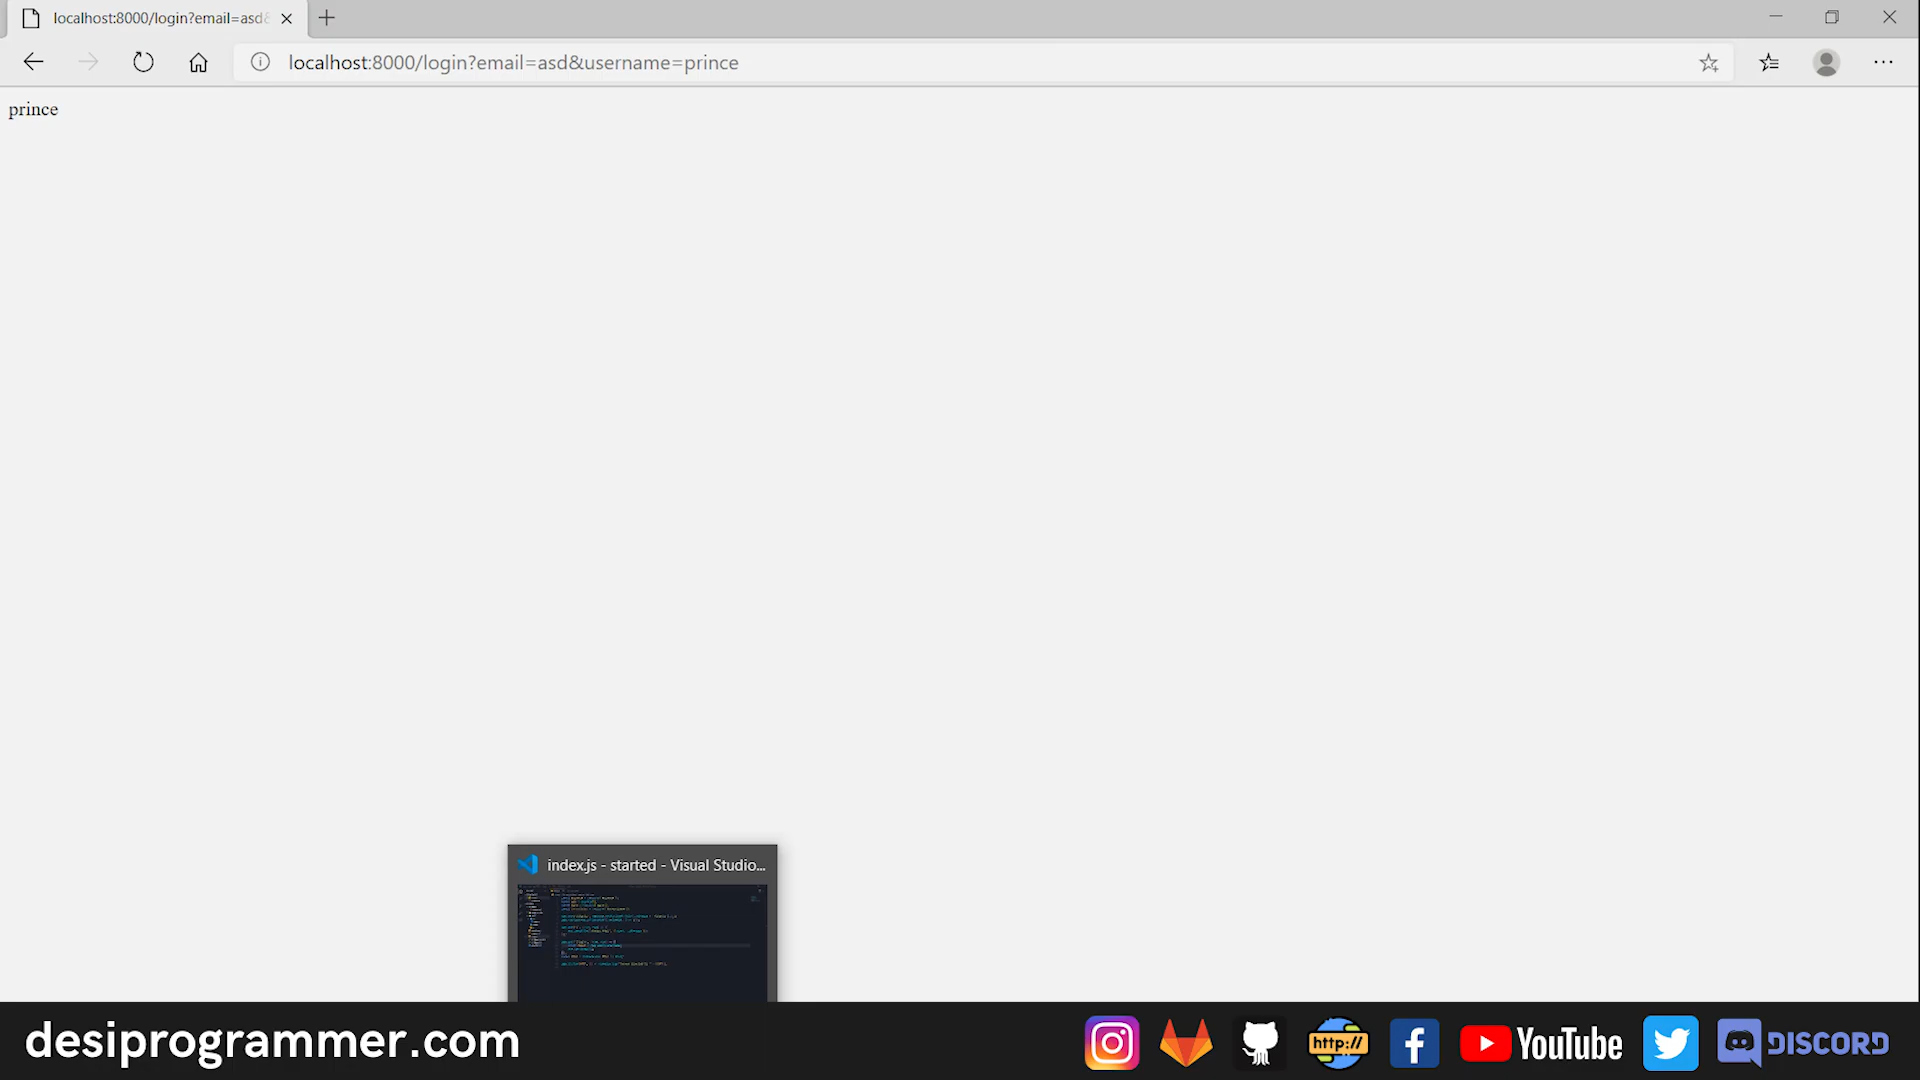 localhost:8000/login?email=asd&
localhost:8000/login?email=asd&username=prince
prince
index.js - started - Visual Studio...
desiprogrammer.com
http://
YouTube
DISCORD